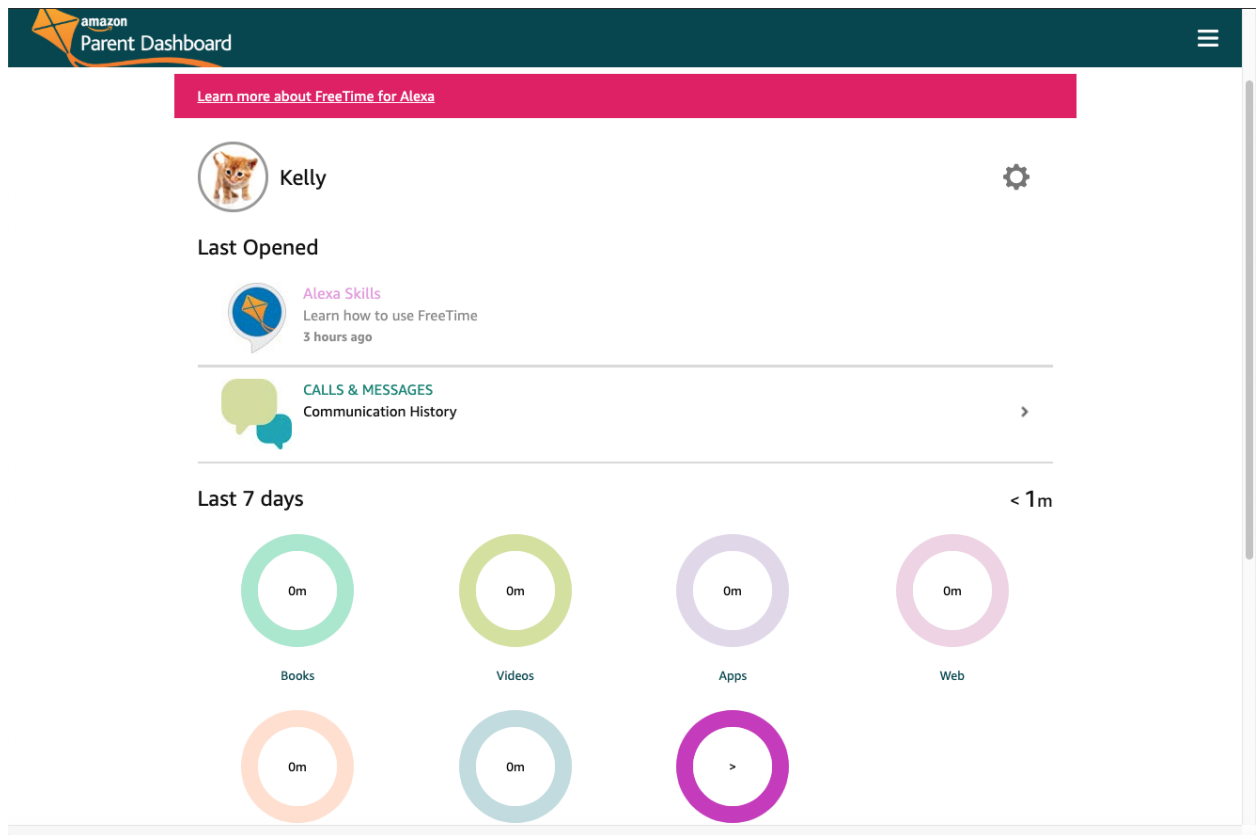 amazon
Parent Dashboard
Learn more about FreeTime for Alexa
Kelly
Last Opened
Alexa Skills
Learn how to use FreeTime
3 hours ago
CALLS & MESSAGES
Communication History
Last 7 days
< 1m
0m
0m
0m
0m
Books
Videos
Apps
Web
0m
0m
>